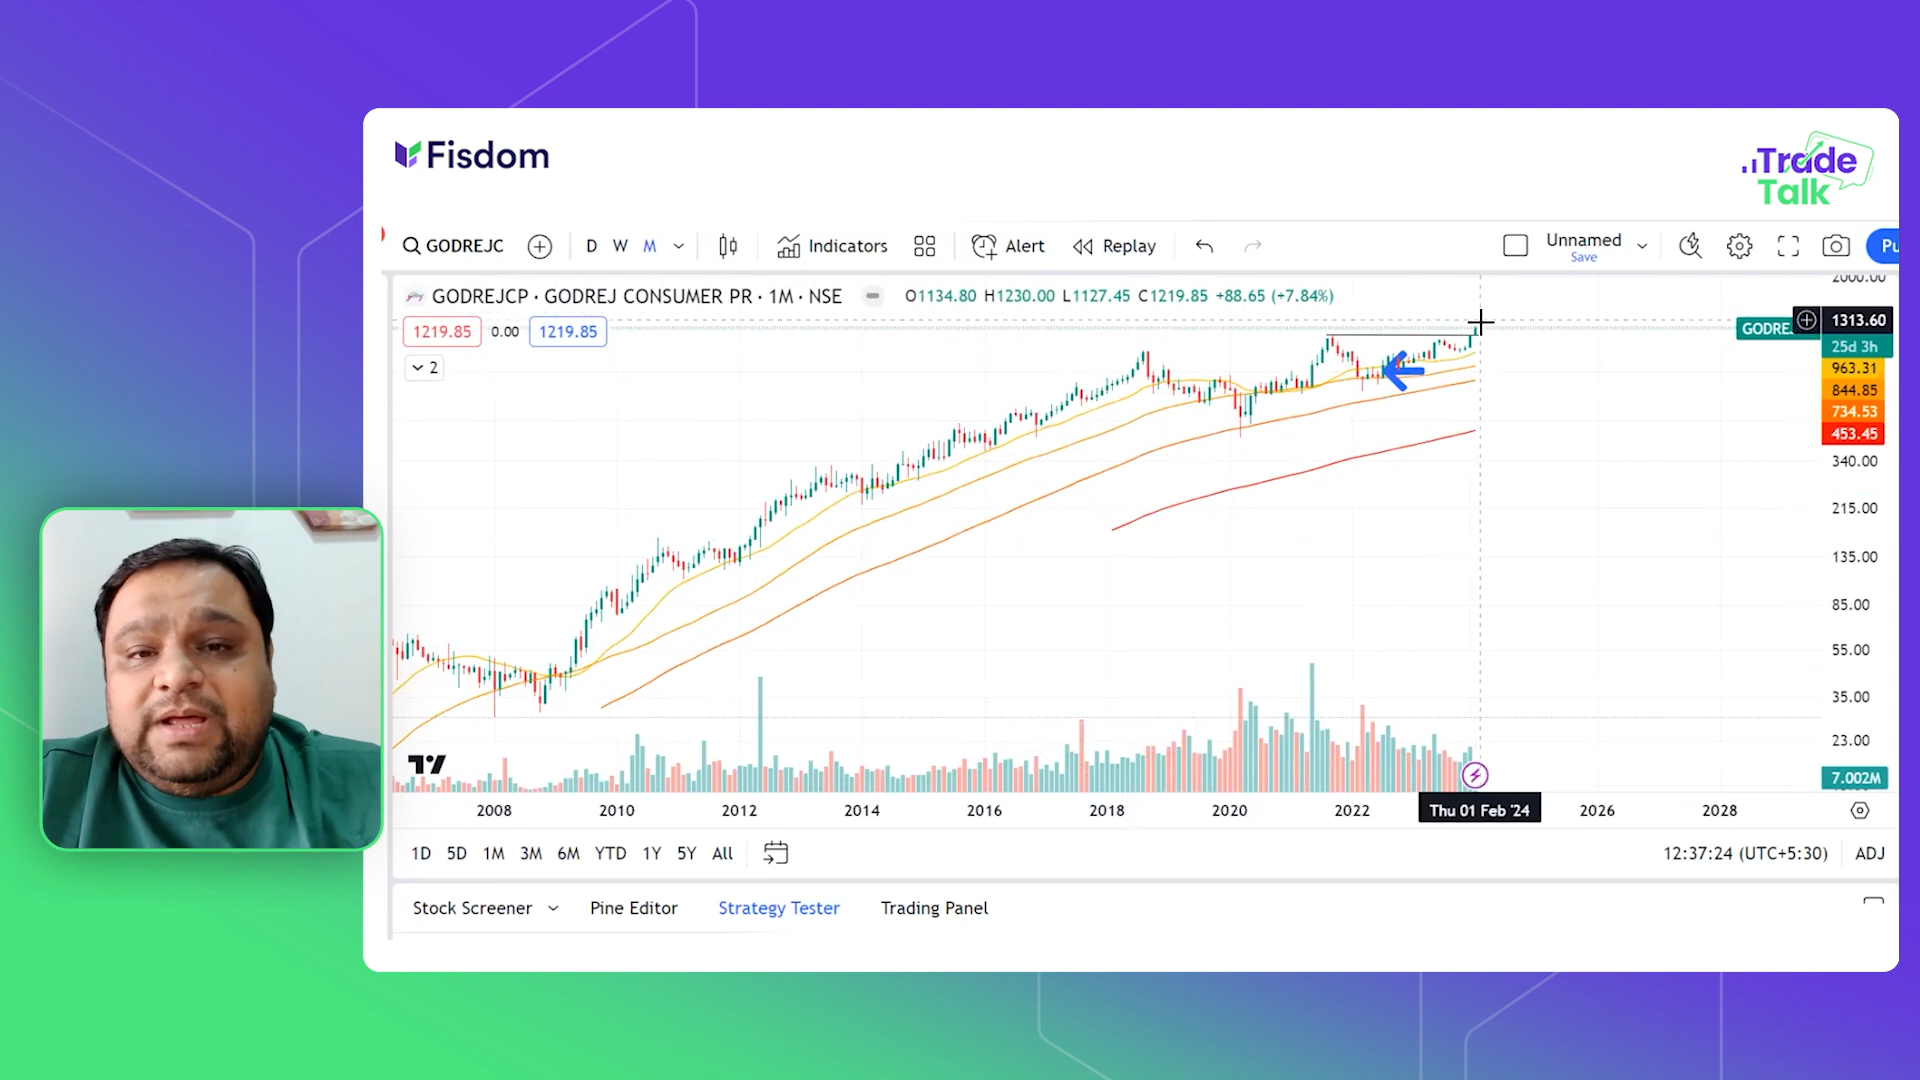 Fisdom
Trade
Talk
GODREJC
D W M
Indicators
Alert
Replay
Unnamed
Save
GODREJCP · GODREJ CONSUMER PR · 1M · NSE
O1134.80 H1230.00 L1127.45 C1219.85 +88.65 (+7.84%)
1219.85 0.00 1219.85
2
2000.00
1313.60
25d 3h
963.31
844.85
734.53
453.45
340.00
215.00
135.00
85.00
55.00
35.00
23.00
7.002M
2008 2010 2012 2014 2016 2018 2020 2022 Thu 01 Feb '24 2026 2028
1D 5D 1M 3M 6M YTD 1Y 5Y All
12:37:24 (UTC+5:30) ADJ
Stock Screener Pine Editor Strategy Tester Trading Panel